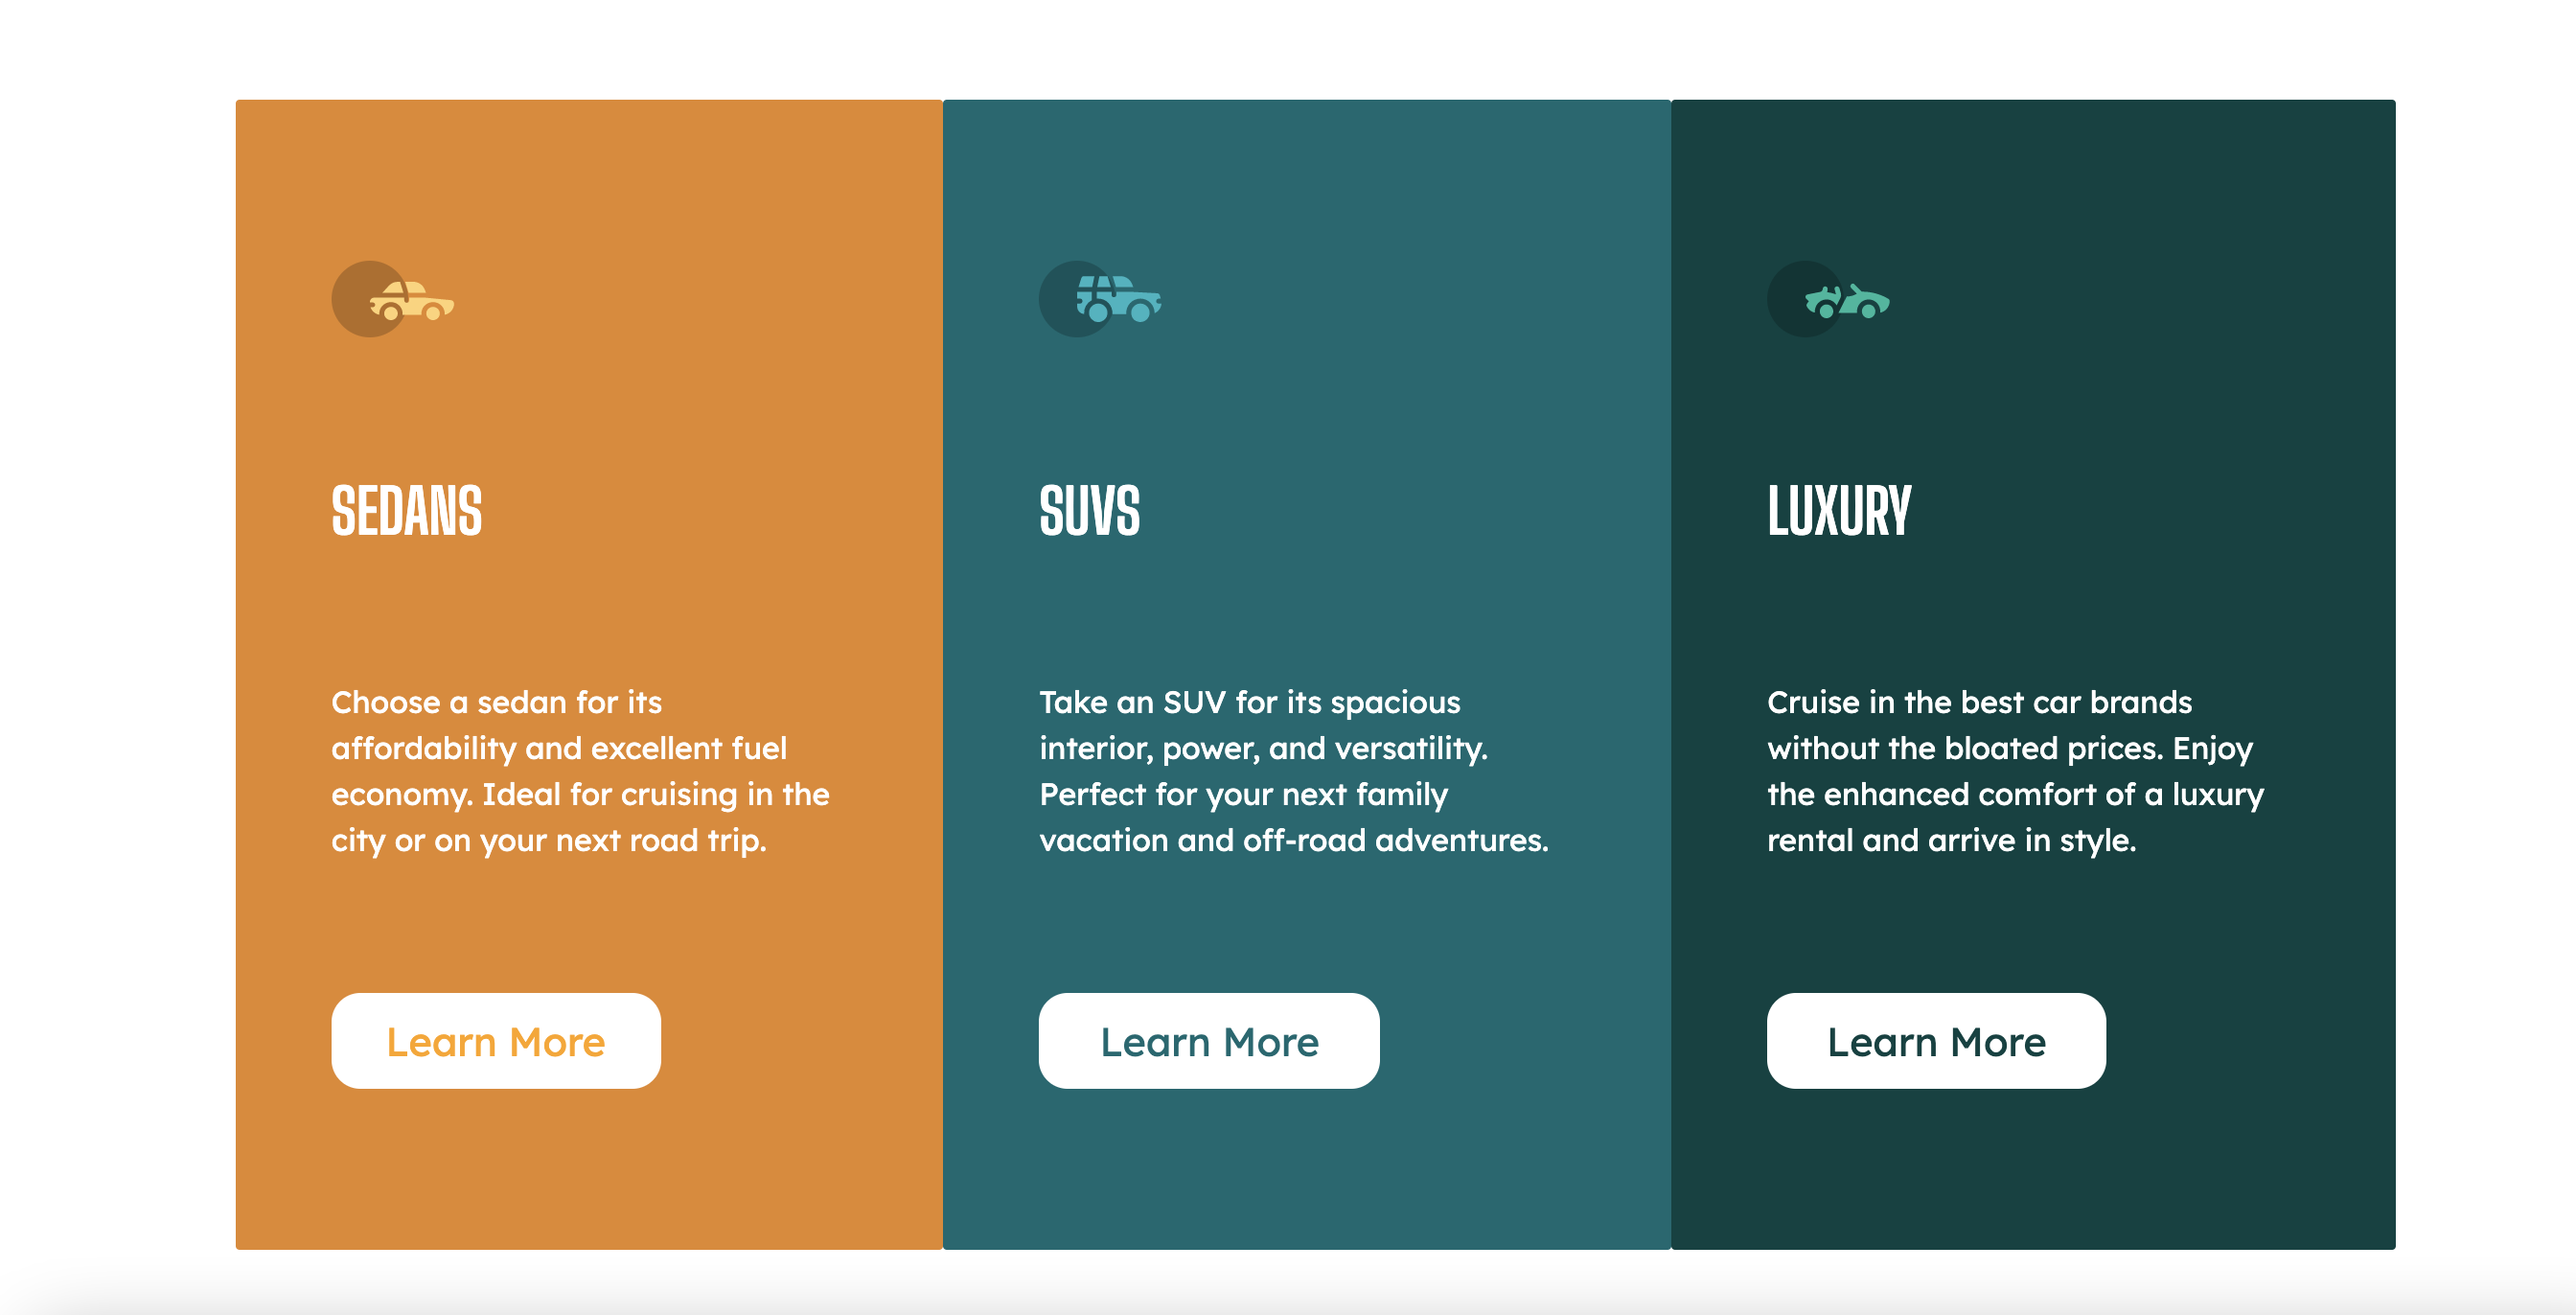 SEDANS
Choose a sedan for its
affordability and excellent fuel
economy. Ideal for cruising in the
city or on your next road trip.
Learn More
SUVS
Take an SUV for its spacious
interior, power, and versatility.
Perfect for your next family
vacation and off-road adventures.
Learn More
LUXURY
Cruise in the best car brands
without the bloated prices. Enjoy
the enhanced comfort of a luxury
rental and arrive in style.
Learn More